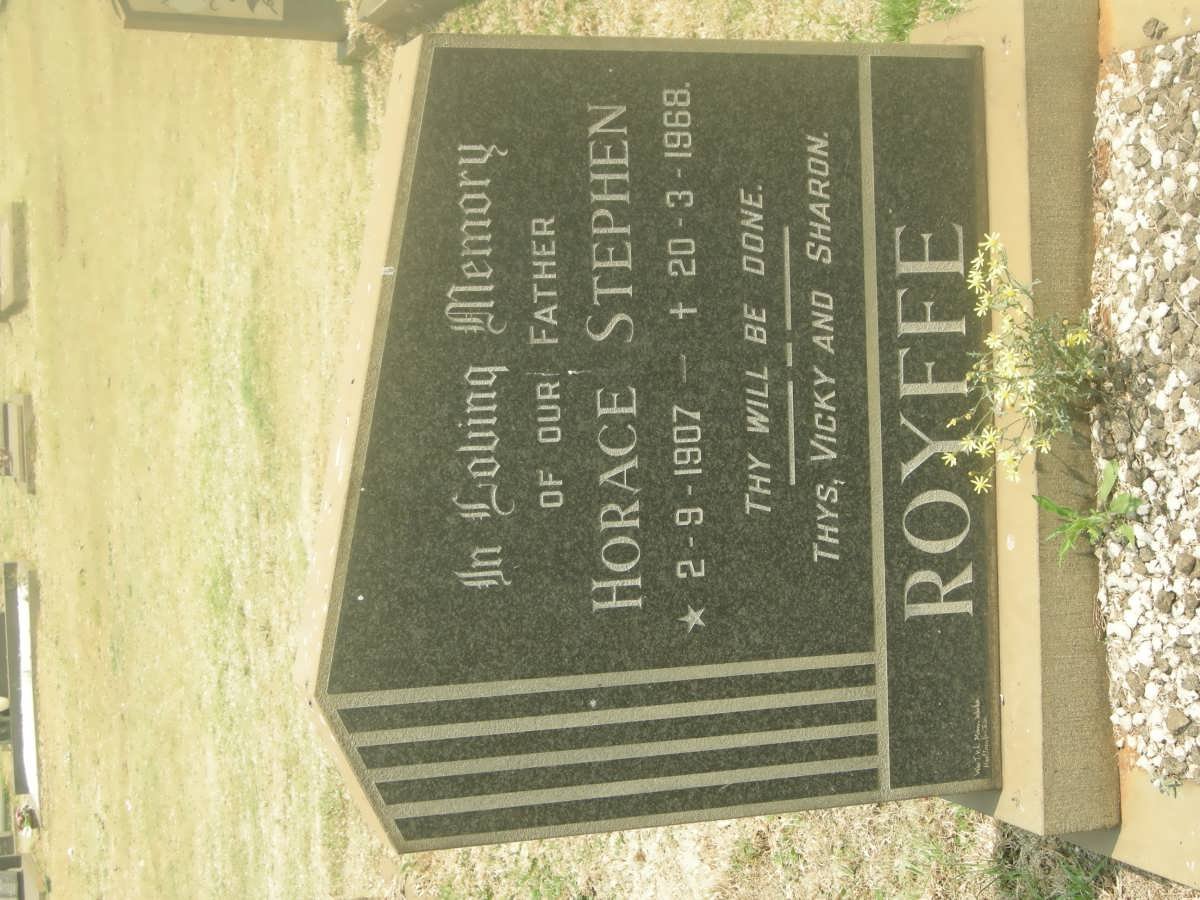 In Loving Memory
OF OUR FATHER
HORACE STEPHEN
★ 2-9-1907 — † 20-3-1968.
THY WILL BE DONE.
THYS, VICKY AND SHARON.
ROYFFE